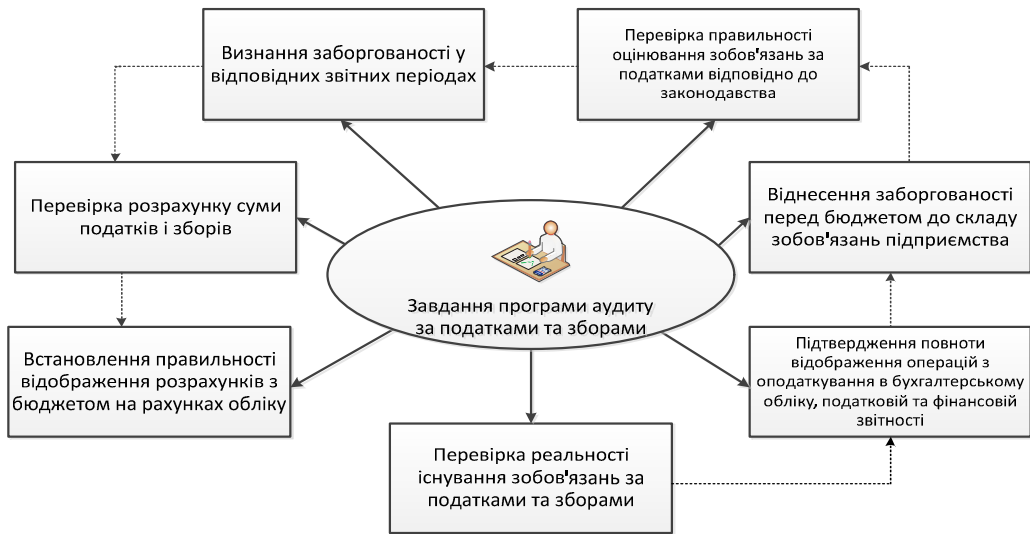 Визнання заборгованості у
відповідних звітних періодах
Перевірка правильності
оцінювання зобов'язань за
податками відповідно до
законодавства
Перевірка розрахунку суми
податків і зборів
Віднесення заборгованості
перед бюджетом до складу
зобов'язань підприємства
Завдання програми аудиту
за податками та зборами
Встановлення правильності
відображення розрахунків з
бюджетом на рахунках обліку
Підтвердження повноти
відображення операцій з
оподаткування в бухгалтерському
обліку, податковій та фінансовій
звітності
Перевірка реальності
існування зобов'язань за
податками та зборами